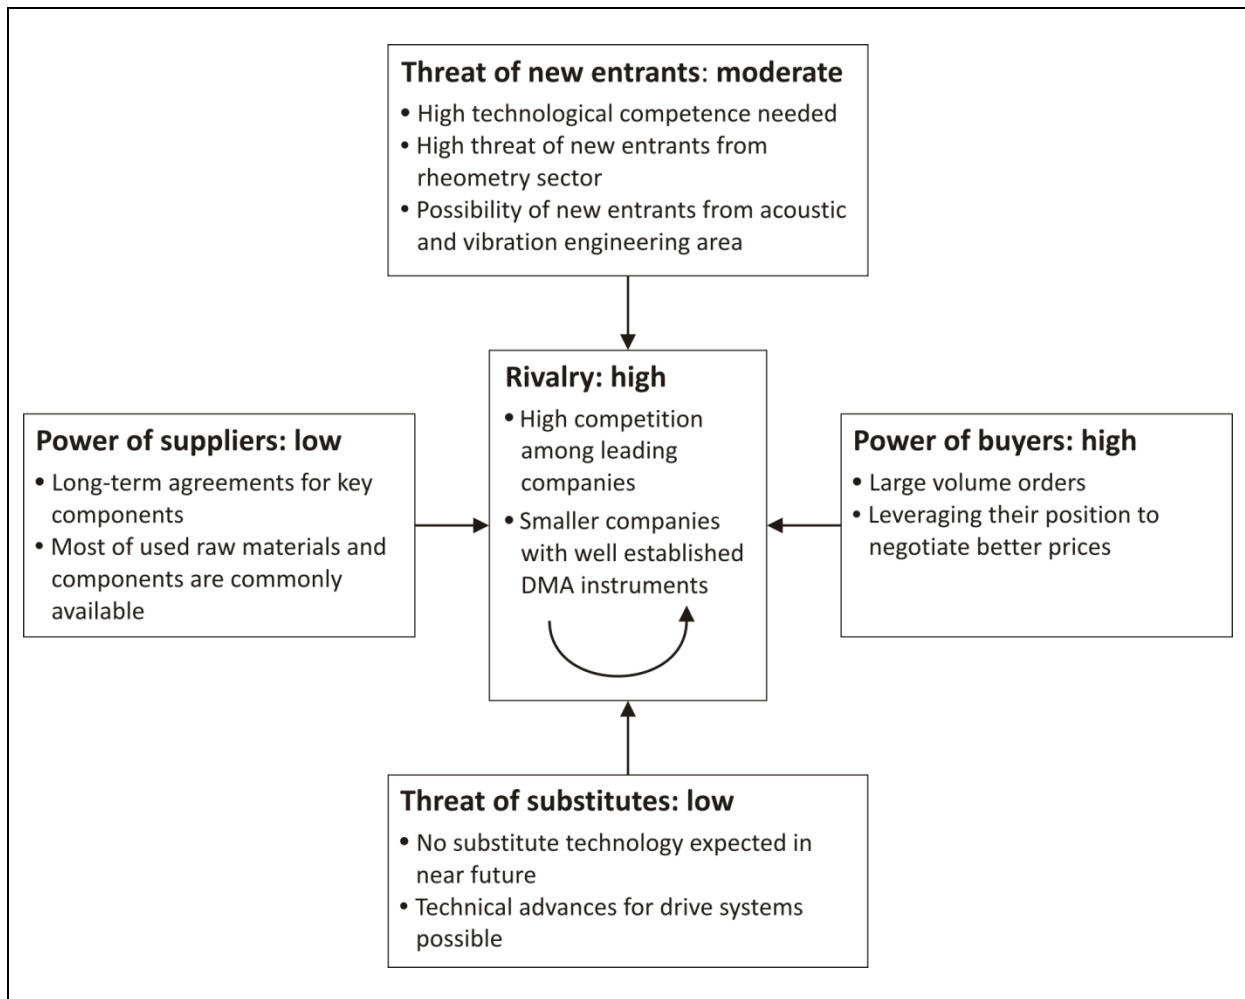 Threat of new entrants: moderate
• High technological competence needed
• High threat of new entrants from
rheometry sector
• Possibility of new entrants from acoustic
and vibration engineering area
Rivalry: high
• High competition
among leading
companies
• Smaller companies
with well established
DMA instruments
Power of suppliers: low
• Long-term agreements for key
components
• Most of used raw materials and
components are commonly
available
Power of buyers: high
• Large volume orders
• Leveraging their position to
negotiate better prices
Threat of substitutes: low
• No substitute technology expected in
near future
• Technical advances for drive systems
possible